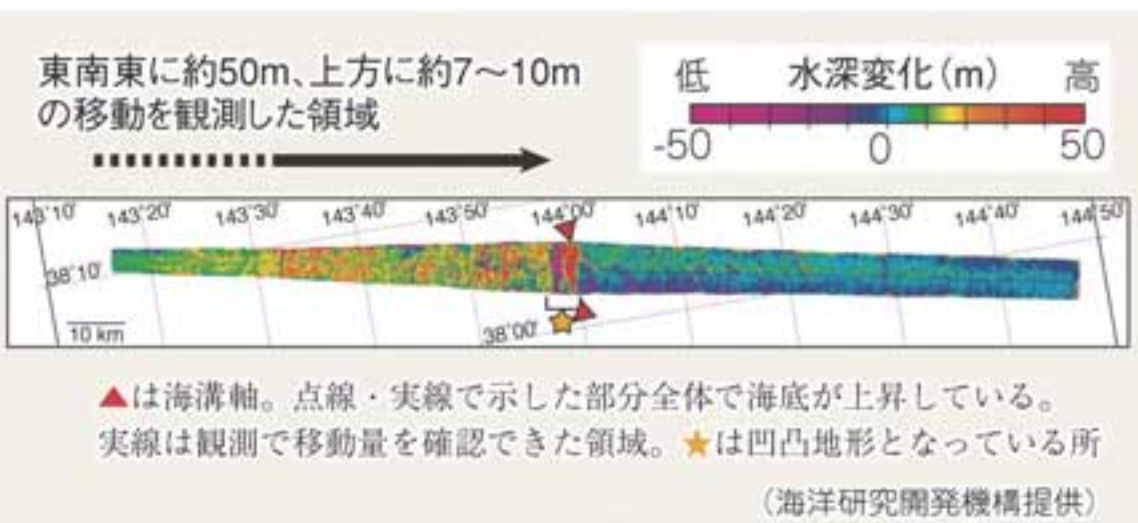 東南東に約50m、上方に約7〜10m
の移動を観測した領域
低 水深変化(m) 高
-50 0 50
143°10' 143°20' 143°30' 143°40' 143°50' 144°00' 144°10' 144°20' 144°30' 144°40' 144°50'
38°10'
10 km
38°00'
▲は海溝軸。点線・実線で示した部分全体で海底が上昇している。
実線は観測で移動量を確認できた領域。★は凹凸地形となっている所
(海洋研究開発機構提供)